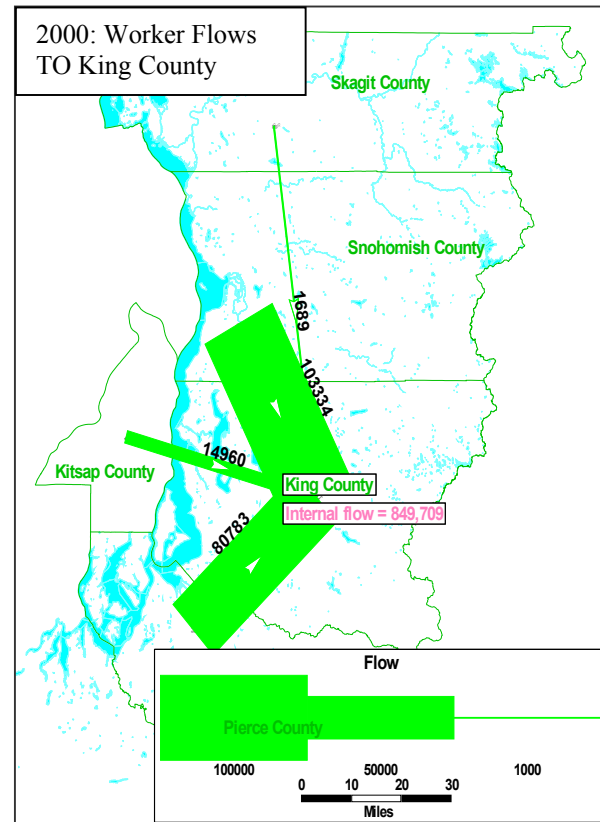 2000: Worker Flows
TO King County
Skagit County
Snohomish County
1689
103334
14960
Kitsap County
King County
Internal flow = 849,709
80783
Flow
Pierce County
100000 50000 1000
0 10 20 30
Miles